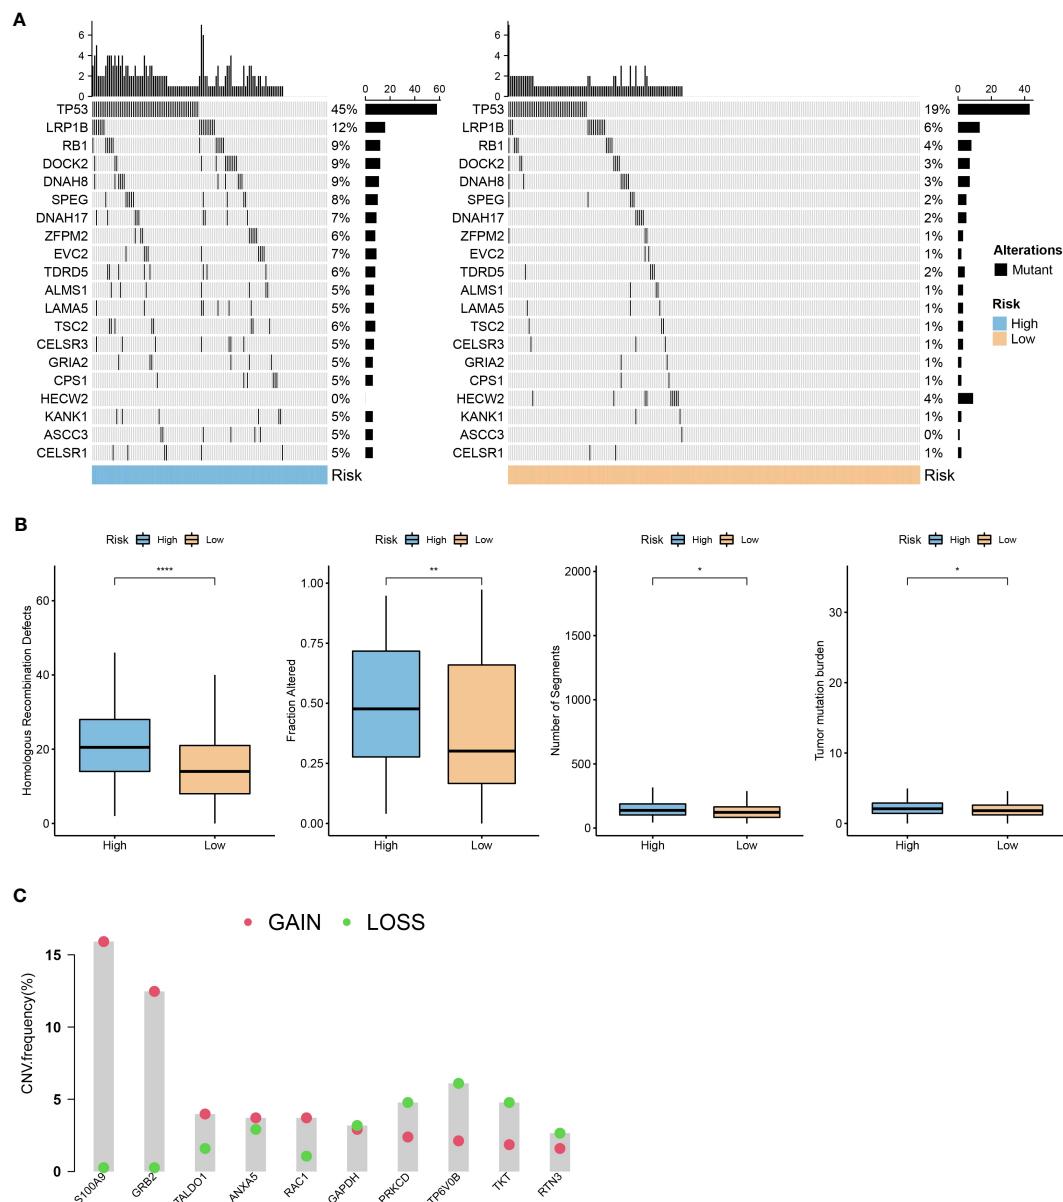 A
6
4
2
0
0 20 40 60
TP53 45%
LRP1B 12%
RB1 9%
DOCK2 9%
DNAH8 9%
SPEG 8%
DNAH17 7%
ZFPM2 6%
EVC2 7%
TDRD5 6%
ALMS1 5%
LAMA5 5%
TSC2 6%
CELSR3 5%
GRIA2 5%
CPS1 5%
HECW2 0%
KANK1 5%
ASCC3 5%
CELSR1 5%
Risk
6
4
2
0
0 20 40
TP53 19%
LRP1B 6%
RB1 4%
DOCK2 3%
DNAH8 3%
SPEG 2%
DNAH17 2%
ZFPM2 1%
EVC2 1%
TDRD5 2%
ALMS1 1%
LAMA5 1%
TSC2 1%
CELSR3 1%
GRIA2 1%
CPS1 1%
HECW2 4%
KANK1 1%
ASCC3 0%
CELSR1 1%
Risk
Alterations
Mutant
Risk
High
Low
B
Risk High Low
****
Homologous Recombination Defects
60
40
20
0
High Low
Risk High Low
**
Fraction Altered
1.00
0.75
0.50
0.25
0.00
High Low
Risk High Low
*
Number of Segments
2000
1500
1000
500
0
High Low
Risk High Low
*
Tumor mutation burden
30
20
10
0
High Low
C
GAIN LOSS
CNV.frequency(%)
15
10
5
0
S100A9 GRB2 TALDO1 ANXA5 RAC1 GAPDH PRKCD TP6V0B TKT RTN3